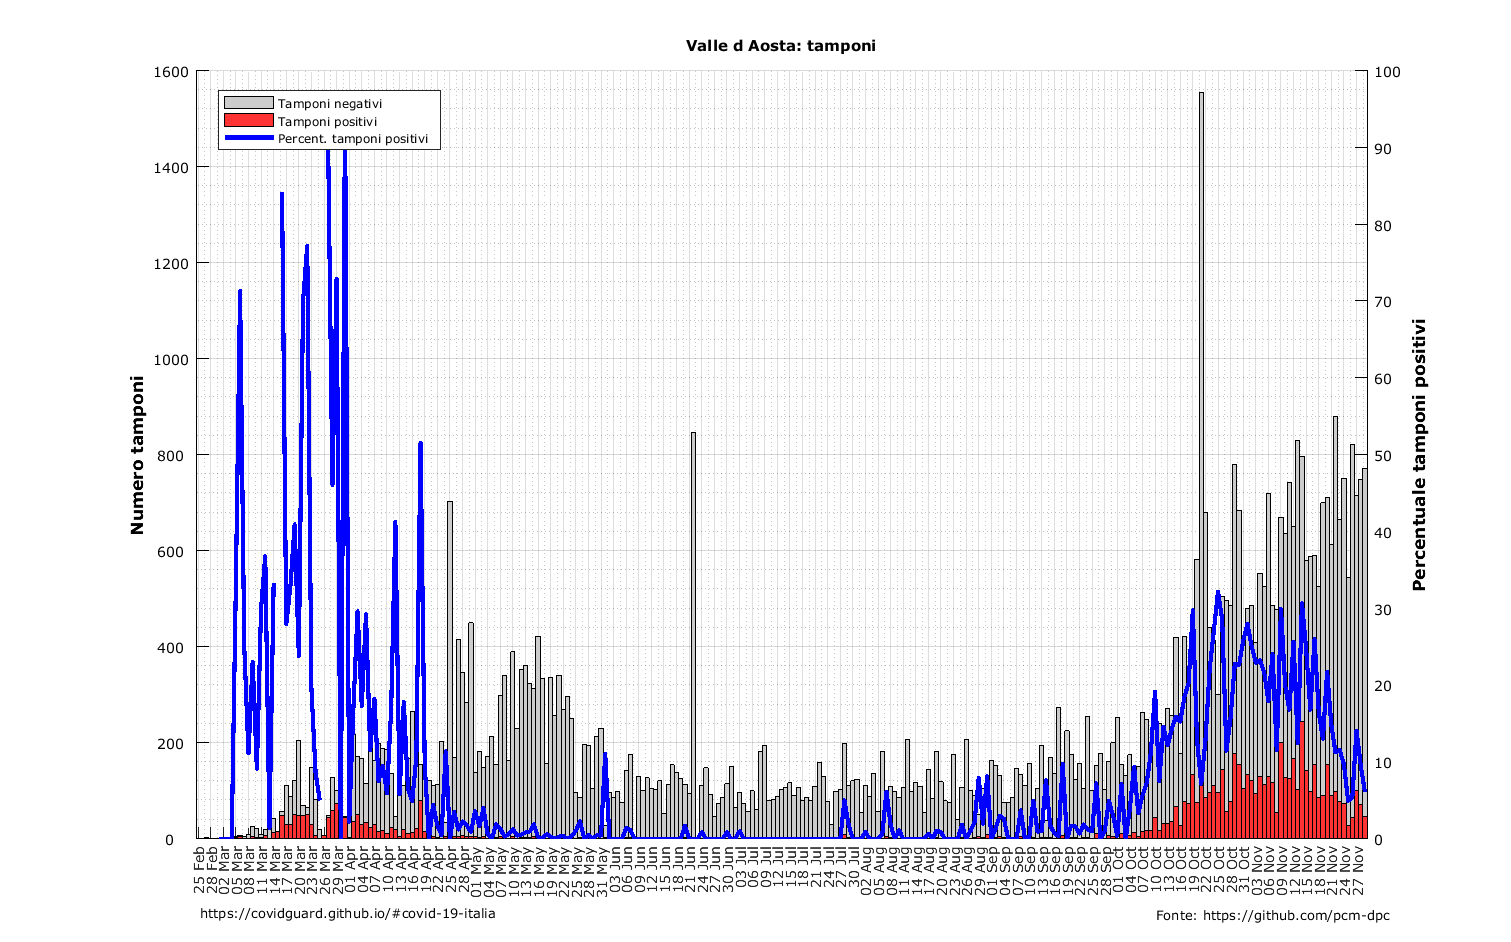 Valle d Aosta: tamponi
1600
1400
1200
1000
800
600
400
200
0
100
90
80
70
60
50
40
30
20
10
0
Tamponi negativi
Tamponi positivi
Percent. tamponi positivi
Numero tamponi
Percentuale tamponi positivi
25 Feb
28 Feb
02 Mar
05 Mar
08 Mar
11 Mar
14 Mar
17 Mar
20 Mar
23 Mar
26 Mar
29 Mar
01 Apr
04 Apr
07 Apr
10 Apr
13 Apr
16 Apr
19 Apr
22 Apr
25 Apr
28 Apr
01 May
04 May
07 May
10 May
13 May
16 May
19 May
22 May
25 May
28 May
31 May
03 Jun
06 Jun
09 Jun
12 Jun
15 Jun
18 Jun
21 Jun
24 Jun
27 Jun
30 Jun
03 Jul
06 Jul
09 Jul
12 Jul
15 Jul
18 Jul
21 Jul
24 Jul
27 Jul
30 Jul
02 Aug
05 Aug
08 Aug
11 Aug
14 Aug
17 Aug
20 Aug
23 Aug
26 Aug
29 Aug
01 Sep
04 Sep
07 Sep
10 Sep
13 Sep
16 Sep
19 Sep
22 Sep
25 Sep
28 Sep
01 Oct
04 Oct
07 Oct
10 Oct
13 Oct
16 Oct
19 Oct
22 Oct
25 Oct
28 Oct
31 Oct
03 Nov
06 Nov
09 Nov
12 Nov
15 Nov
18 Nov
21 Nov
24 Nov
27 Nov
https://covidguard.github.io/#covid-19-italia
Fonte: https://github.com/pcm-dpc